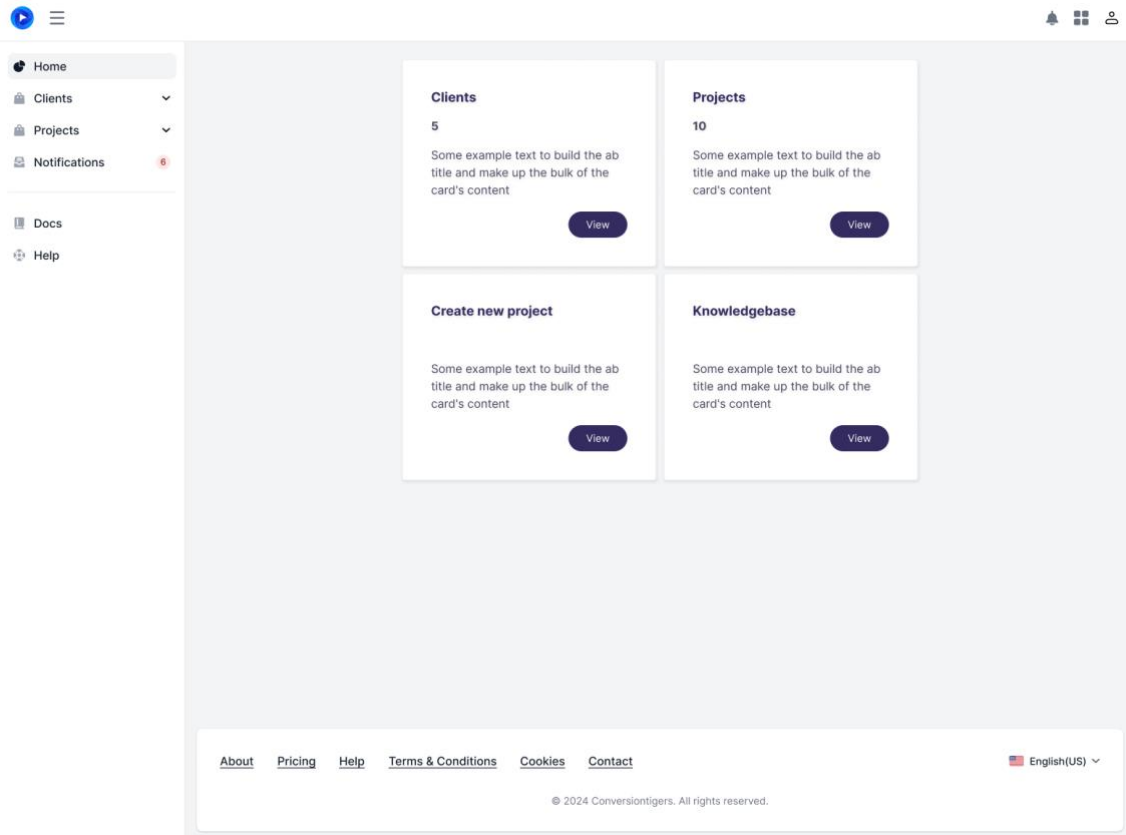 Home
Clients
Projects
Notifications 6
Docs
Help
Clients
5
Some example text to build the ab
title and make up the bulk of the
card's content
View
Projects
10
Some example text to build the ab
title and make up the bulk of the
card's content
View
Create new project
Some example text to build the ab
title and make up the bulk of the
card's content
View
Knowledgebase
Some example text to build the ab
title and make up the bulk of the
card's content
View
About Pricing Help Terms & Conditions Cookies Contact English(US)
© 2024 Conversiontigers. All rights reserved.